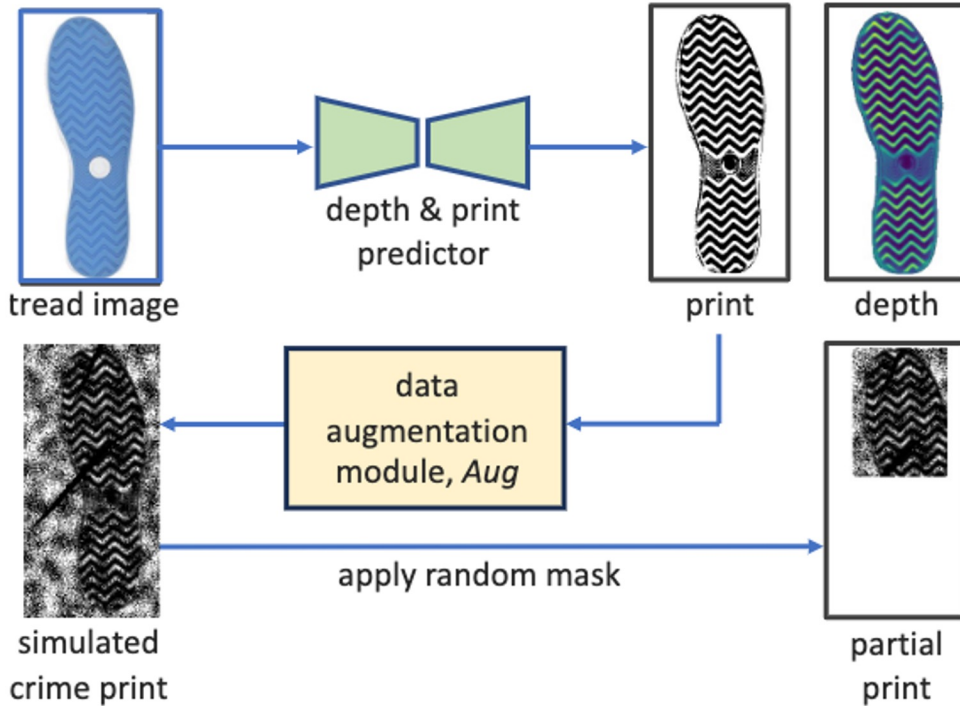 depth & print
predictor
tread image
print
depth
data
augmentation
module, Aug
apply random mask
simulated
crime print
partial
print